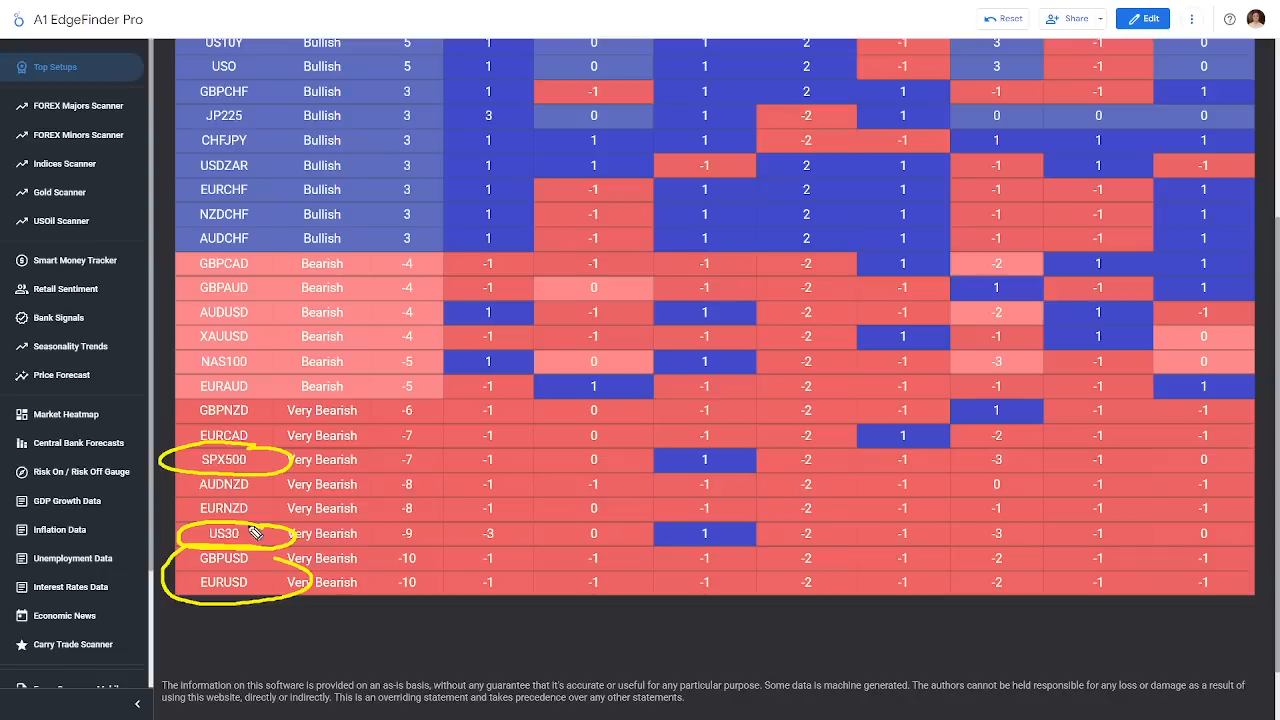 A1 EdgeFinder Pro
Reset
Share
Edit
Top Setups
FOREX Majors Scanner
FOREX Minors Scanner
Indices Scanner
Gold Scanner
USOil Scanner
Smart Money Tracker
Retail Sentiment
Bank Signals
Seasonality Trends
Price Forecast
Market Heatmap
Central Bank Forecasts
Risk On / Risk Off Gauge
GDP Growth Data
Inflation Data
Unemployment Data
Interest Rates Data
Economic News
Carry Trade Scanner
UST0Y Bullish 5 1 0 1 2 -1 3 -1 0
USO Bullish 5 1 0 1 2 -1 3 -1 0
GBPCHF Bullish 3 1 -1 1 2 1 -1 -1 1
JP225 Bullish 3 3 0 1 -2 1 0 0 0
CHFJPY Bullish 3 1 1 1 -2 -1 1 1 1
USDZAR Bullish 3 1 1 -1 2 1 -1 1 -1
EURCHF Bullish 3 1 -1 1 2 1 -1 -1 1
NZDCHF Bullish 3 1 -1 1 2 1 -1 -1 1
AUDCHF Bullish 3 1 -1 1 2 1 -1 -1 1
GBPCAD Bearish -4 -1 -1 -1 -2 1 -2 1 1
GBPAUD Bearish -4 -1 0 -1 -2 -1 1 -1 1
AUDUSD Bearish -4 1 -1 1 -2 -1 -2 1 -1
XAUUSD Bearish -4 -1 -1 -1 -2 1 -1 1 0
NAS100 Bearish -5 1 0 1 -2 -1 -3 -1 0
EURAUD Bearish -5 -1 1 -1 -2 -1 -1 -1 1
GBPNZD Very Bearish -6 -1 0 -1 -2 -1 1 -1 -1
EURCAD Very Bearish -7 -1 0 -1 -2 1 -2 -1 -1
SPX500 Very Bearish -7 -1 0 1 -2 -1 -3 -1 0
AUDNZD Very Bearish -8 -1 -1 -1 -2 -1 0 -1 -1
EURNZD Very Bearish -8 -1 0 -1 -2 -1 -1 -1 -1
US30 Very Bearish -9 -3 0 1 -2 -1 -3 -1 0
GBPUSD Very Bearish -10 -1 -1 -1 -2 -1 -2 -1 -1
EURUSD Very Bearish -10 -1 -1 -1 -2 -1 -2 -1 -1
The information on this software is provided on an as-is basis, without any guarantee that it's accurate or useful for any particular purpose. Some data is machine generated. The authors cannot be held responsible for any loss or damage as a result of
using this website, directly or indirectly. This is an overriding statement and takes precedence over any other statements.